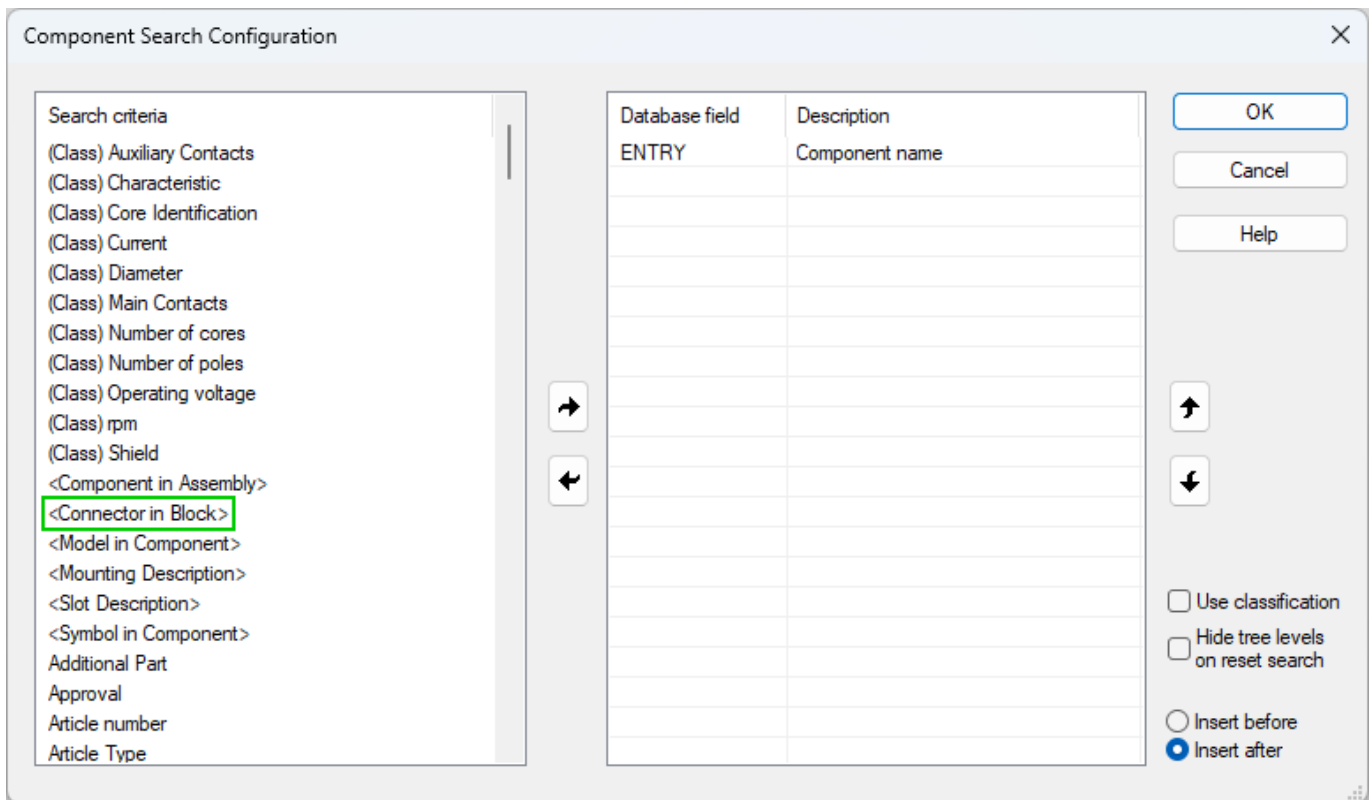 Component Search Configuration
Search criteria
(Class) Auxiliary Contacts
(Class) Characteristic
(Class) Core Identification
(Class) Current
(Class) Diameter
(Class) Main Contacts
(Class) Number of cores
(Class) Number of poles
(Class) Operating voltage
(Class) rpm
(Class) Shield
<Component in Assembly>
<Connector in Block>
<Model in Component>
<Mounting Description>
<Slot Description>
<Symbol in Component>
Additional Part
Approval
Article number
Article Type
Database field Description
ENTRY Component name
OK
Cancel
Help
Use classification
Hide tree levels
on reset search
Insert before
Insert after